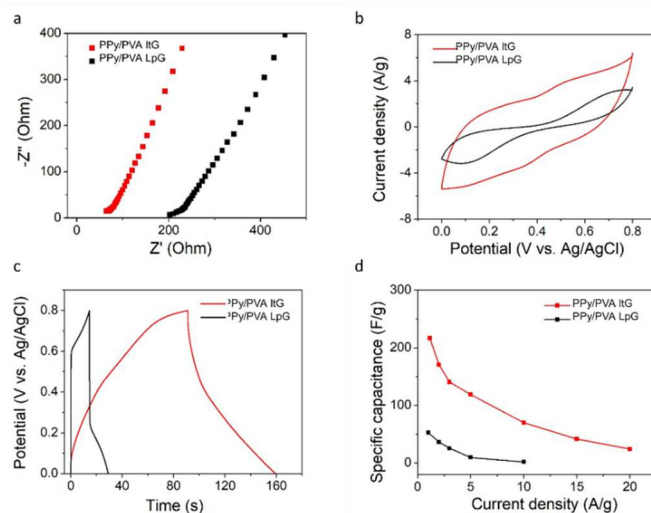 a
-Z" (Ohm)
400
300
200
100
0
PPy/PVA ItG
PPy/PVA LpG
0
200
400
Z' (Ohm)
b
Current density (A/g)
8
4
0
-4
-8
PPy/PVA ItG
PPy/PVA LpG
0.0
0.2
0.4
0.6
0.8
Potential (V vs. Ag/AgCl)
c
Potential (V vs. Ag/AgCl)
0.8
0.6
0.4
0.2
0.0
PPy/PVA ItG
PPy/PVA LpG
0
40
80
120
160
Time (s)
d
Specific capacitance (F/g)
300
200
100
0
PPy/PVA ItG
PPy/PVA LpG
0
5
10
15
20
Current density (A/g)